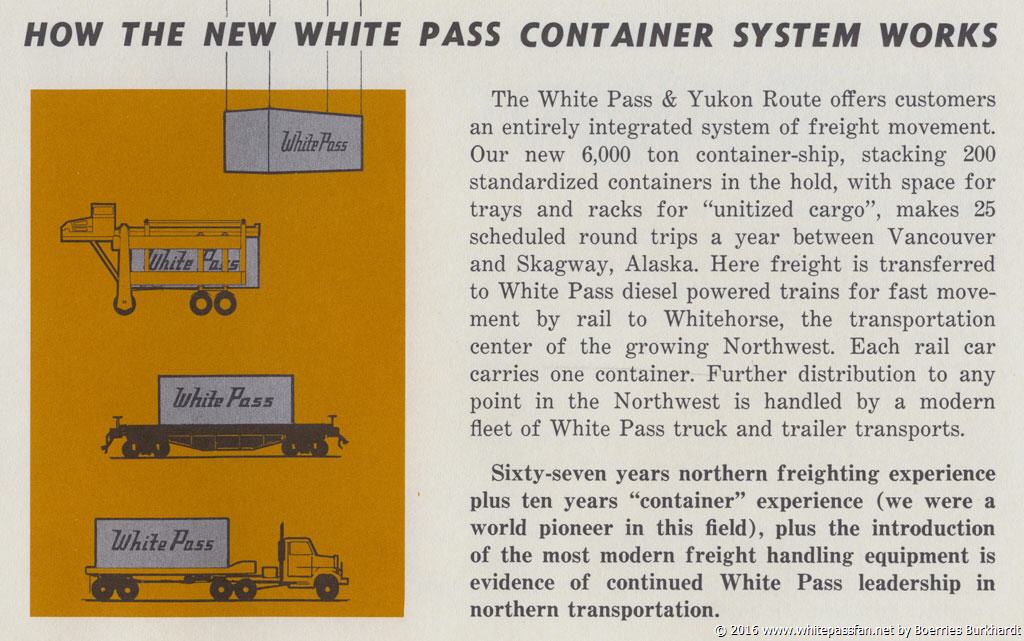 HOW THE NEW WHITE PASS CONTAINER SYSTEM WORKS
White Pass
White Pass
White Pass
White Pass
The White Pass & Yukon Route offers customers
an entirely integrated system of freight movement.
Our new 6,000 ton container-ship, stacking 200
standardized containers in the hold, with space for
trays and racks for “unitized cargo”, makes 25
scheduled round trips a year between Vancouver
and Skagway, Alaska. Here freight is transferred
to White Pass diesel powered trains for fast move-
ment by rail to Whitehorse, the transportation
center of the growing Northwest. Each rail car
carries one container. Further distribution to any
point in the Northwest is handled by a modern
fleet of White Pass truck and trailer transports.
Sixty-seven years northern freighting experience
plus ten years “container” experience (we were a
world pioneer in this field), plus the introduction
of the most modern freight handling equipment is
evidence of continued White Pass leadership in
northern transportation.
© 2016 www.whitepassfan.net by Boerries Burkhardt